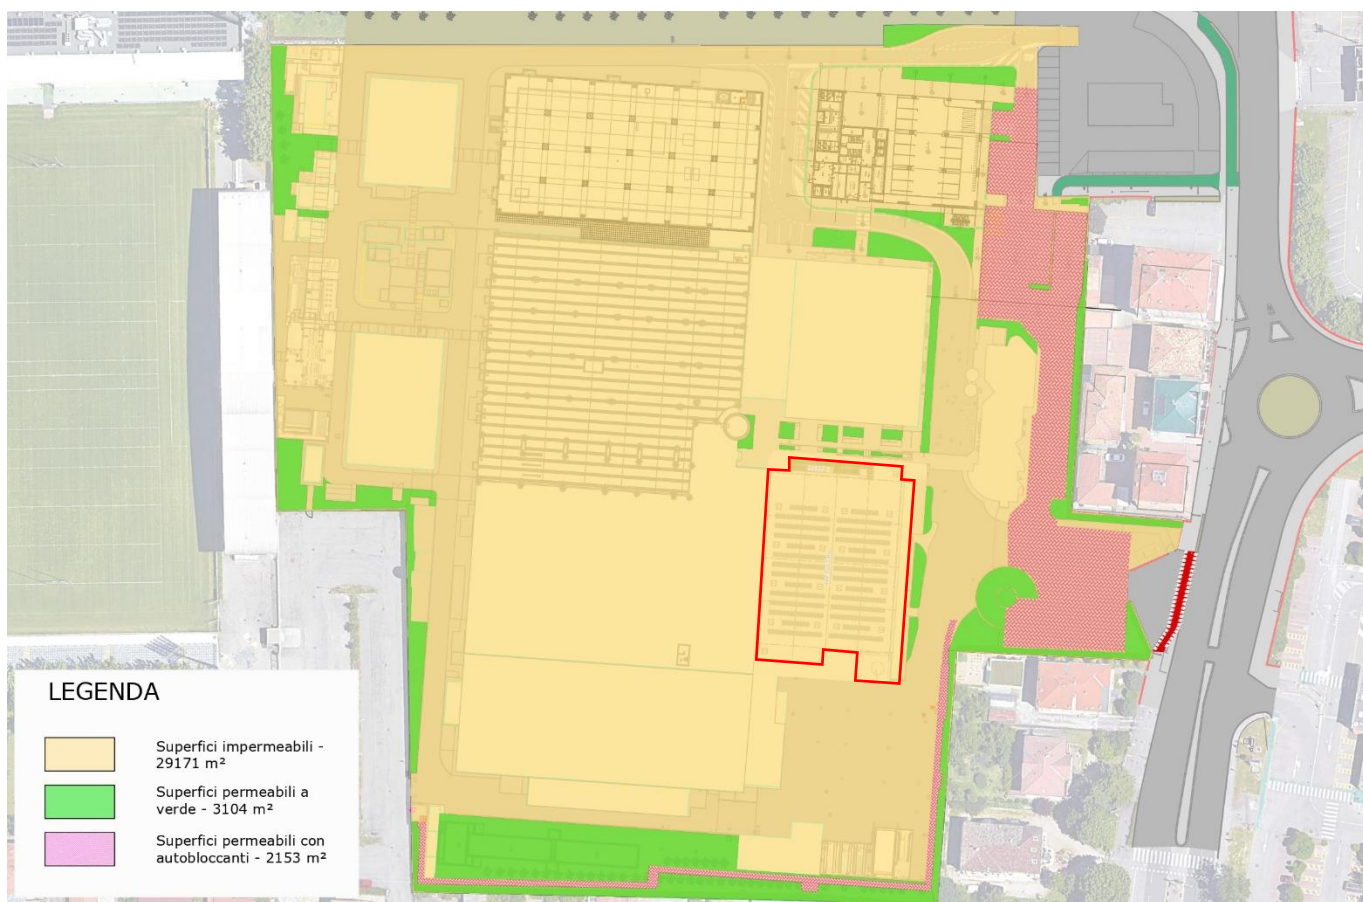 LEGENDA
Superfici impermeabili -
29171 m²
Superfici permeabili a
verde - 3104 m²
Superfici permeabili con
autobloccanti - 2153 m²